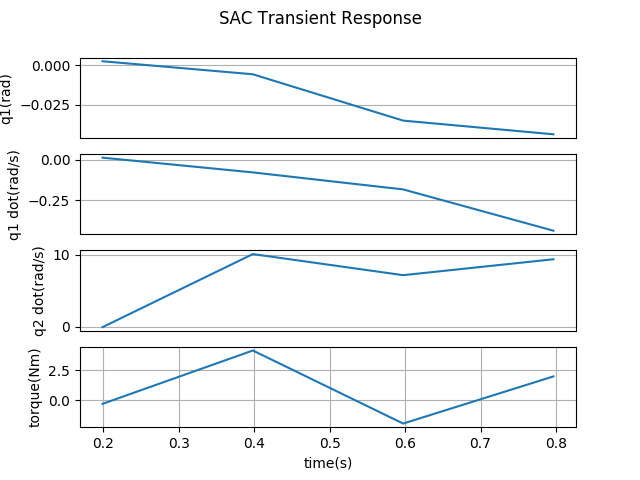 SAC Transient Response
q1(rad)
0.000
−0.025
q1 dot(rad/s)
0.00
−0.25
q2 dot(rad/s)
10
0
torque(Nm)
2.5
0.0
0.2 0.3 0.4 0.5 0.6 0.7 0.8
time(s)